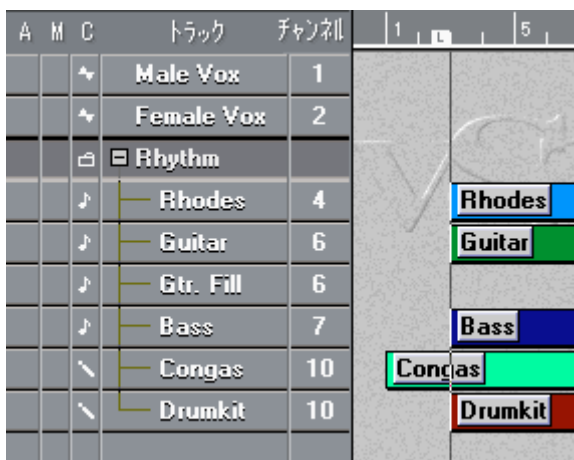 A M C トラック チャンネル 1 L 5
Male Vox 1
Female Vox 2
Rhythm
Rhodes 4 Rhodes
Guitar 6 Guitar
Gtr. Fill 6
Bass 7 Bass
Congas 10 Congas
Drumkit 10 Drumkit